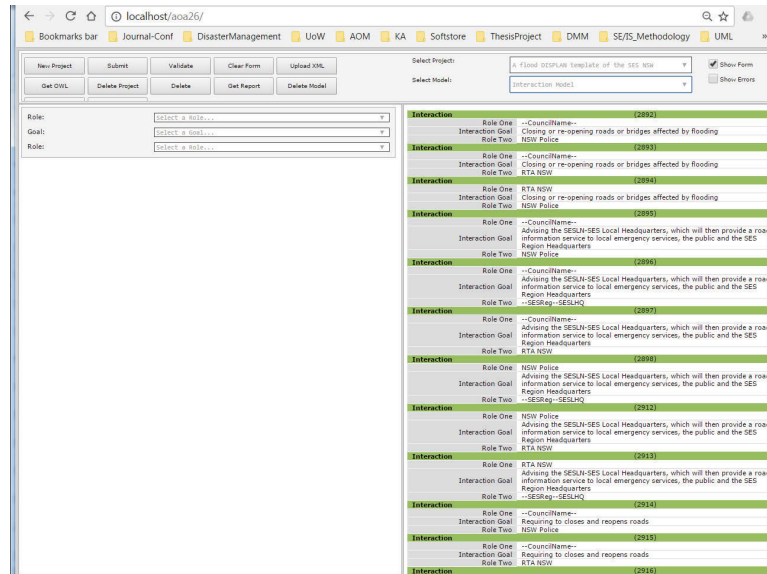 localhost/aoa26/
Bookmarks bar Journal-Conf DisasterManagement UoW AOM KA Softstore ThesisProject DMM SE/IS_Methodology UML »
New Project Submit Validate Clear Form Upload XML
Get OWL Delete Project Delete Get Report Delete Model
Select Project: A flood DISPLAN template of the SES NSW
Select Model: Interaction Model
Show Form
Show Errors
Role: Select a Role...
Goal: Select a Goal...
Role: Select a Role...
Interaction (2892)
Role One --CouncilName--
Interaction Goal Closing or re-opening roads or bridges affected by flooding
Role Two NSW Police
Interaction (2893)
Role One --CouncilName--
Interaction Goal Closing or re-opening roads or bridges affected by flooding
Role Two RTA NSW
Interaction (2894)
Role One RTA NSW
Interaction Goal Closing or re-opening roads or bridges affected by flooding
Role Two NSW Police
Interaction (2895)
Role One --CouncilName--
Advising the SESLN-SES Local Headquarters, which will then provide a roa
Interaction Goal information service to local emergency services, the public and the SES
Region Headquarters
Role Two NSW Police
Interaction (2896)
Role One --CouncilName--
Advising the SESLN-SES Local Headquarters, which will then provide a roa
Interaction Goal information service to local emergency services, the public and the SES
Region Headquarters
Role Two --SESReg--SESLHQ
Interaction (2897)
Role One --CouncilName--
Advising the SESLN-SES Local Headquarters, which will then provide a roa
Interaction Goal information service to local emergency services, the public and the SES
Region Headquarters
Role Two RTA NSW
Interaction (2898)
Role One NSW Police
Advising the SESLN-SES Local Headquarters, which will then provide a roa
Interaction Goal information service to local emergency services, the public and the SES
Region Headquarters
Role Two --SESReg--SESLHQ
Interaction (2912)
Role One NSW Police
Advising the SESLN-SES Local Headquarters, which will then provide a roa
Interaction Goal information service to local emergency services, the public and the SES
Region Headquarters
Role Two RTA NSW
Interaction (2913)
Role One RTA NSW
Advising the SESLN-SES Local Headquarters, which will then provide a roa
Interaction Goal information service to local emergency services, the public and the SES
Region Headquarters
Role Two --SESReg--SESLHQ
Interaction (2914)
Role One --CouncilName--
Interaction Goal Requiring to closes and reopens roads
Role Two NSW Police
Interaction (2915)
Role One --CouncilName--
Interaction Goal Requiring to closes and reopens roads
Role Two RTA NSW
Interaction (2916)